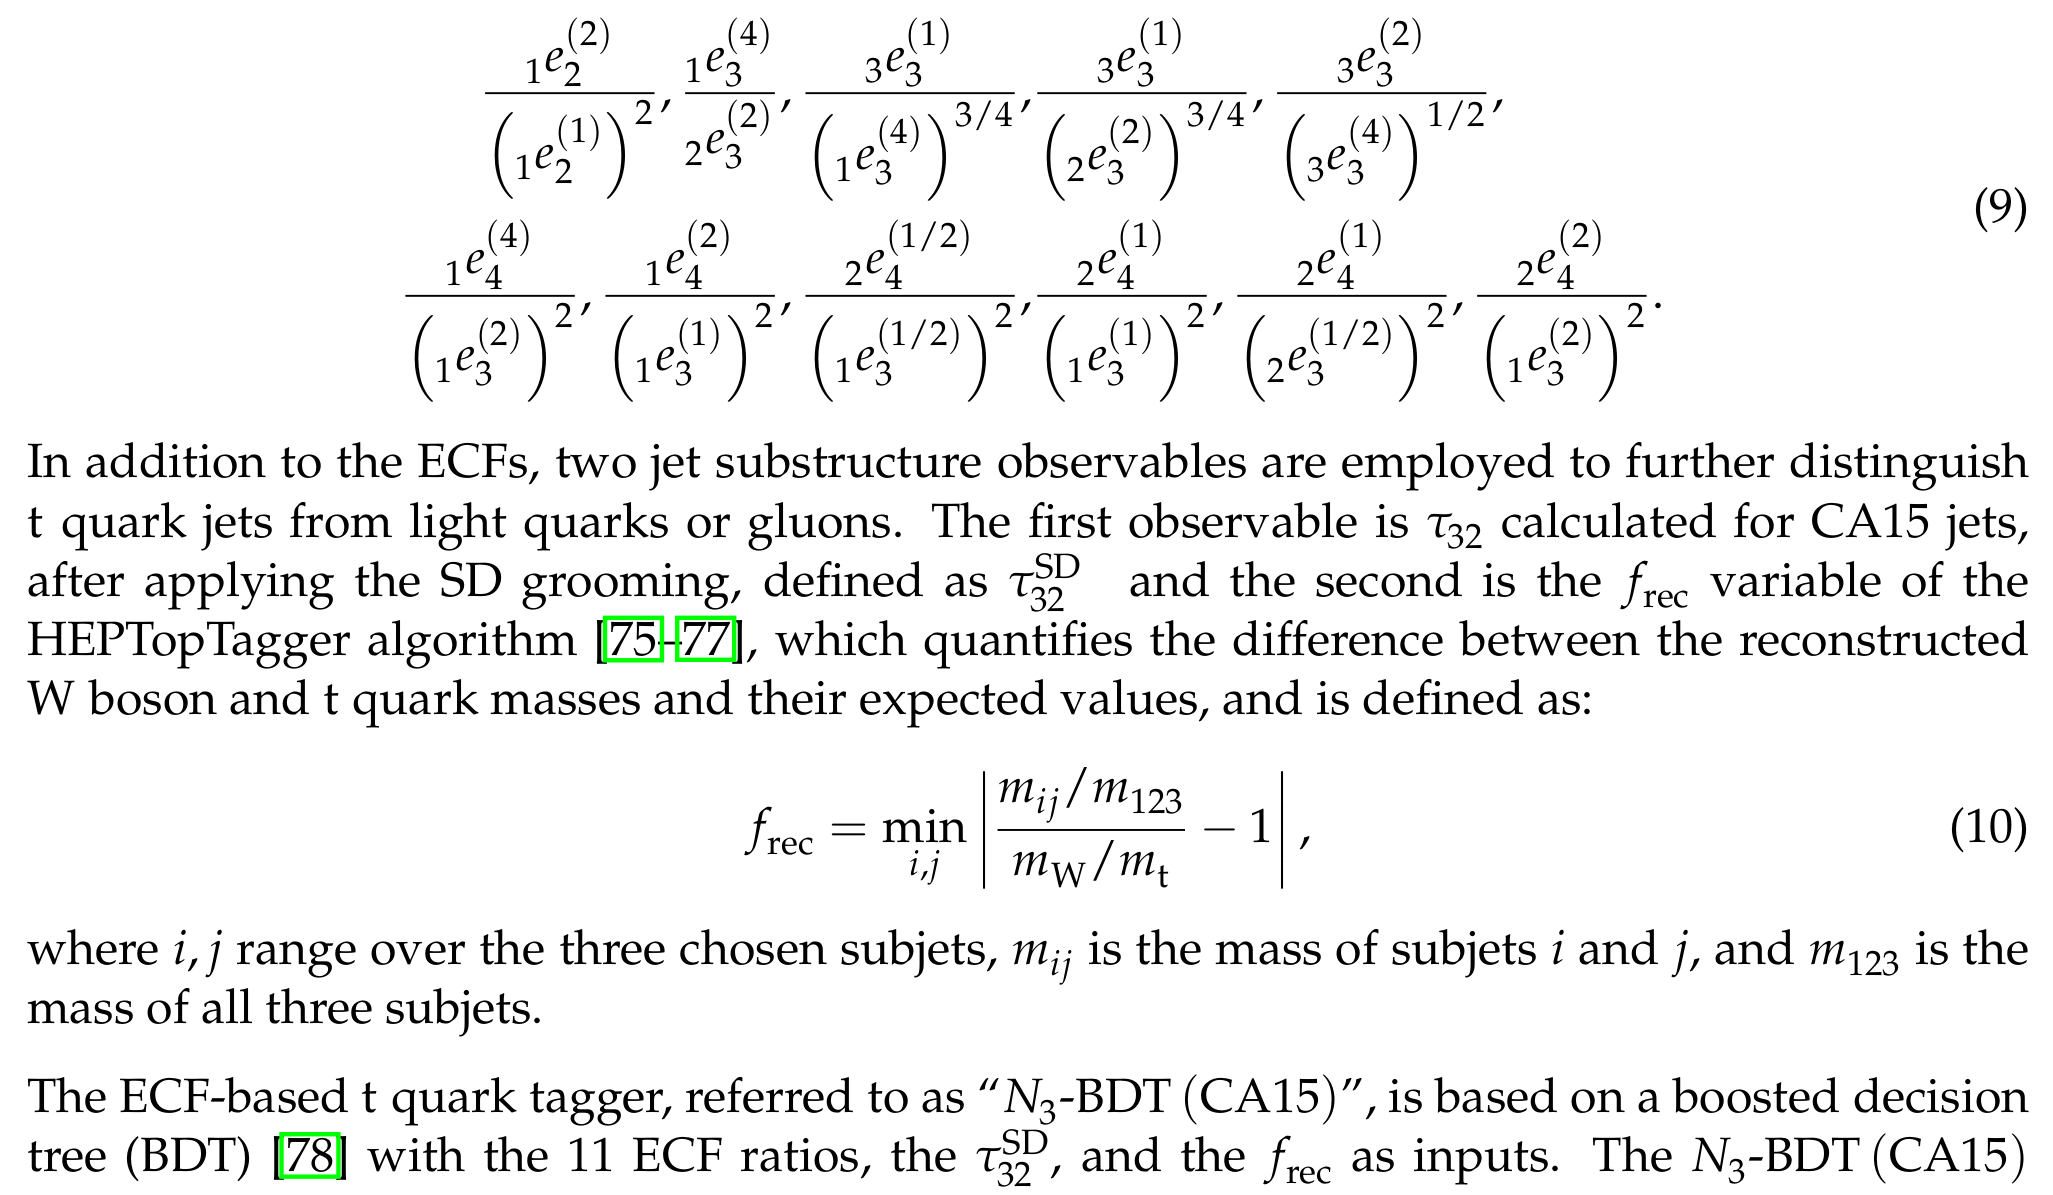 \frac{{}_1e_2^{(2)}}{\left({}_1e_2^{(1)}\right)^2}, \frac{{}_1e_3^{(4)}}{{}_2e_3^{(2)}}, \frac{{}_3e_3^{(1)}}{\left({}_1e_3^{(4)}\right)^{3/4}}, \frac{{}_3e_3^{(1)}}{\left({}_2e_3^{(2)}\right)^{3/4}}, \frac{{}_3e_3^{(2)}}{\left({}_3e_3^{(4)}\right)^{1/2}},
(9)
\frac{{}_1e_4^{(4)}}{\left({}_1e_3^{(2)}\right)^2}, \frac{{}_1e_4^{(2)}}{\left({}_1e_3^{(1)}\right)^2}, \frac{{}_2e_4^{(1/2)}}{\left({}_1e_3^{(1/2)}\right)^2}, \frac{{}_2e_4^{(1)}}{\left({}_1e_3^{(1)}\right)^2}, \frac{{}_2e_4^{(1)}}{\left({}_2e_3^{(1/2)}\right)^2}, \frac{{}_2e_4^{(2)}}{\left({}_1e_3^{(2)}\right)^2}.
In addition to the ECFs, two jet substructure observables are employed to further distinguish
t quark jets from light quarks or gluons. The first observable is τ_{32} calculated for CA15 jets,
after applying the SD grooming, defined as τ_{32}^{SD} and the second is the f_{rec} variable of the
HEPTopTagger algorithm [75–77], which quantifies the difference between the reconstructed
W boson and t quark masses and their expected values, and is defined as:
f_{rec} = \min_{i,j} \left| \frac{m_{ij}/m_{123}}{m_W/m_t} - 1 \right|, (10)
where i, j range over the three chosen subjets, m_{ij} is the mass of subjets i and j, and m_{123} is the
mass of all three subjets.
The ECF-based t quark tagger, referred to as “N_3-BDT (CA15)”, is based on a boosted decision
tree (BDT) [78] with the 11 ECF ratios, the τ_{32}^{SD}, and the f_{rec} as inputs. The N_3-BDT (CA15)